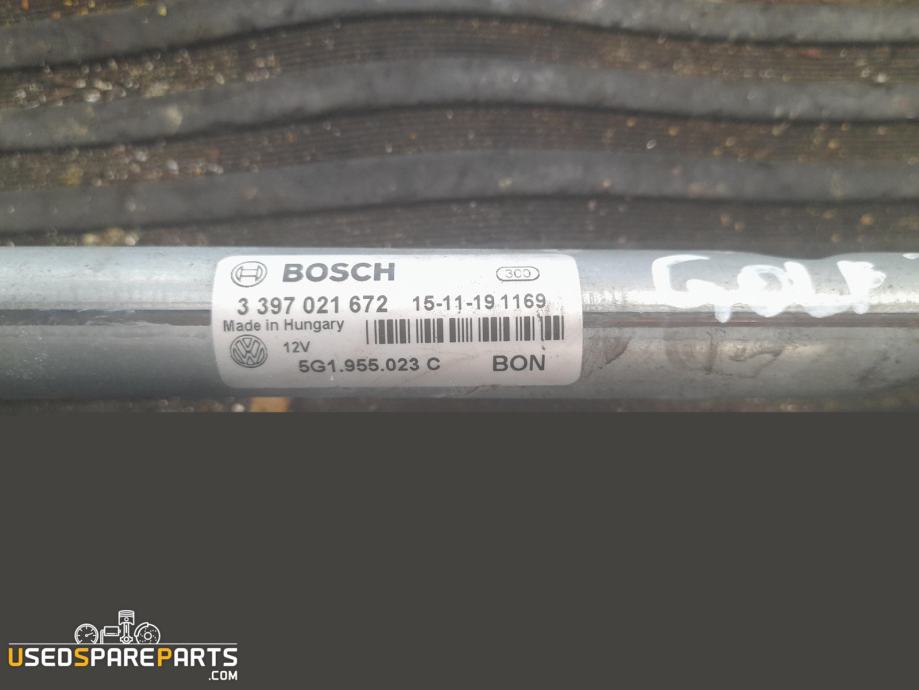 BOSCH 300
3 397 021 672 15-11-19 1169
Made in Hungary
12V
5G1.955.023 C BON
GOLF
USEDSPAREPARTS
.COM